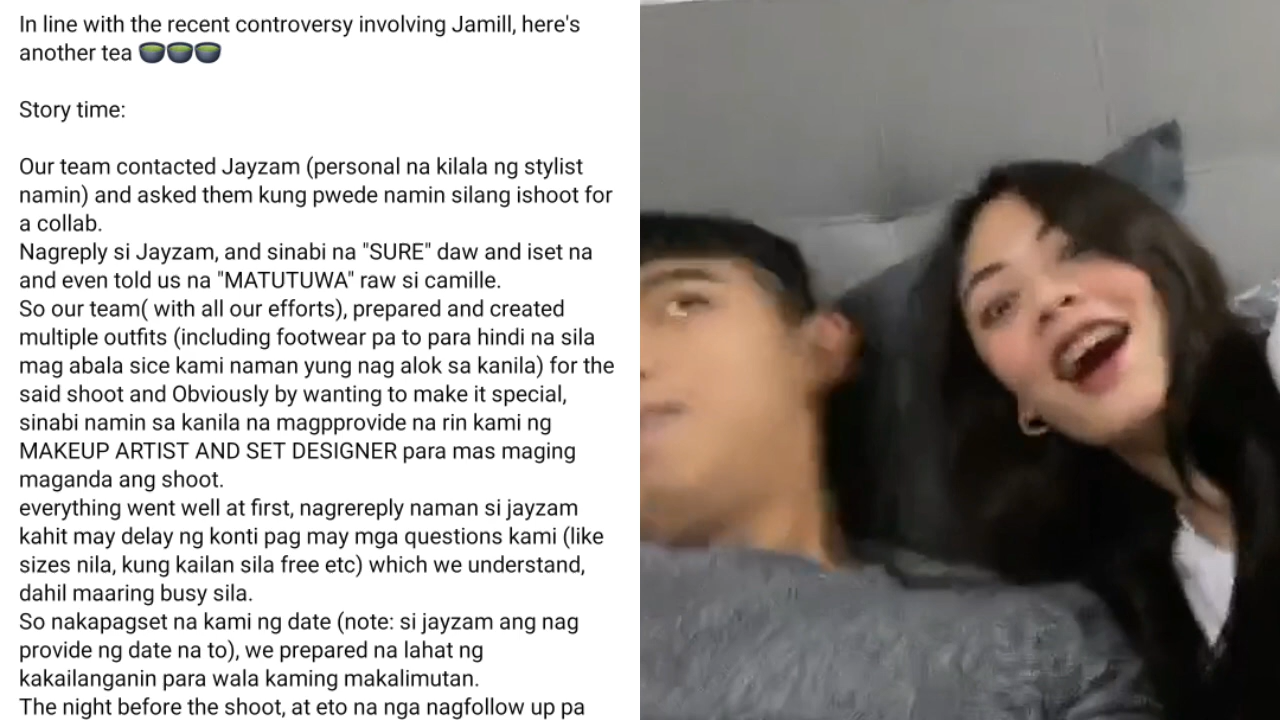 In line with the recent controversy involving Jamill, here's
another tea 🍵🍵🍵
Story time:
Our team contacted Jayzam (personal na kilala ng stylist
namin) and asked them kung pwede namin silang ishoot for
a collab.
Nagreply si Jayzam, and sinabi na "SURE" daw and iset na
and even told us na "MATUTUWA" raw si camille.
So our team( with all our efforts), prepared and created
multiple outfits (including footwear pa to para hindi na sila
mag abala sice kami naman yung nag alok sa kanila) for the
said shoot and Obviously by wanting to make it special,
sinabi namin sa kanila na magpprovide na rin kami ng
MAKEUP ARTIST AND SET DESIGNER para mas maging
maganda ang shoot.
everything went well at first, nagrereply naman si jayzam
kahit may delay ng konti pag may mga questions kami (like
sizes nila, kung kailan sila free etc) which we understand,
dahil maaring busy sila.
So nakapagset na kami ng date (note: si jayzam ang nag
provide ng date na to), we prepared na lahat ng
kakailanganin para wala kaming makalimutan.
The night before the shoot, at eto na nga nagfollow up pa